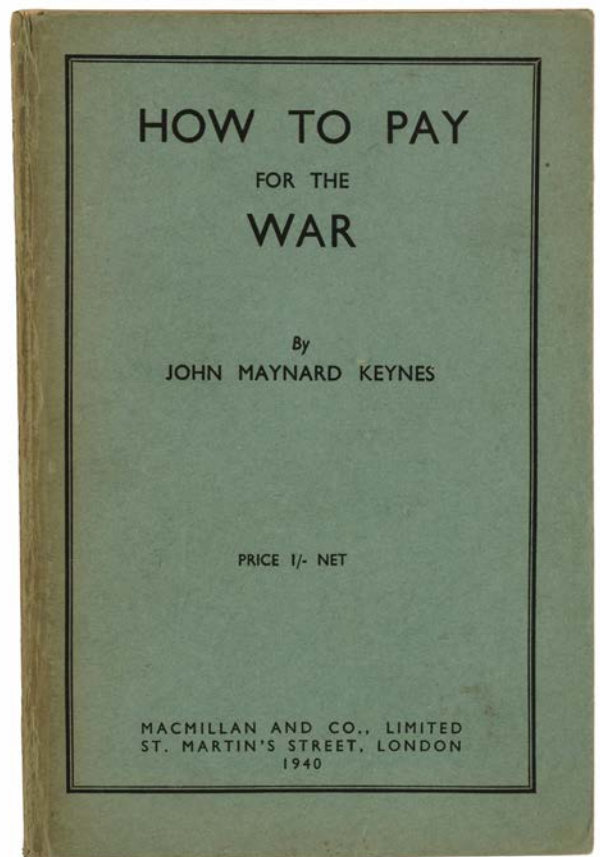 HOW TO PAY
FOR THE
WAR
By
JOHN MAYNARD KEYNES
PRICE 1/- NET
MACMILLAN AND CO., LIMITED
ST. MARTIN'S STREET, LONDON
1940